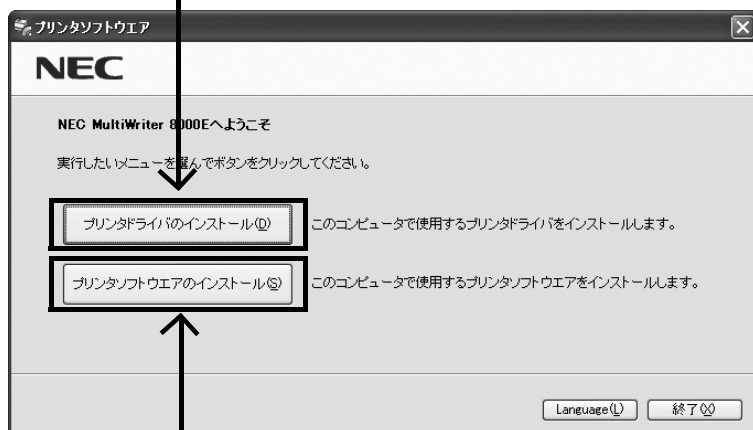 プリンタソフトウエア
NEC
NEC MultiWriter 8000Eへようこそ
実行したいメニューを選んでボタンをクリックしてください。
プリンタドライバのインストール(D) このコンピュータで使用するプリンタドライバをインストールします。
プリンタソフトウエアのインストール(S) このコンピュータで使用するプリンタソフトウエアをインストールします。
Language(L) 終了(X)